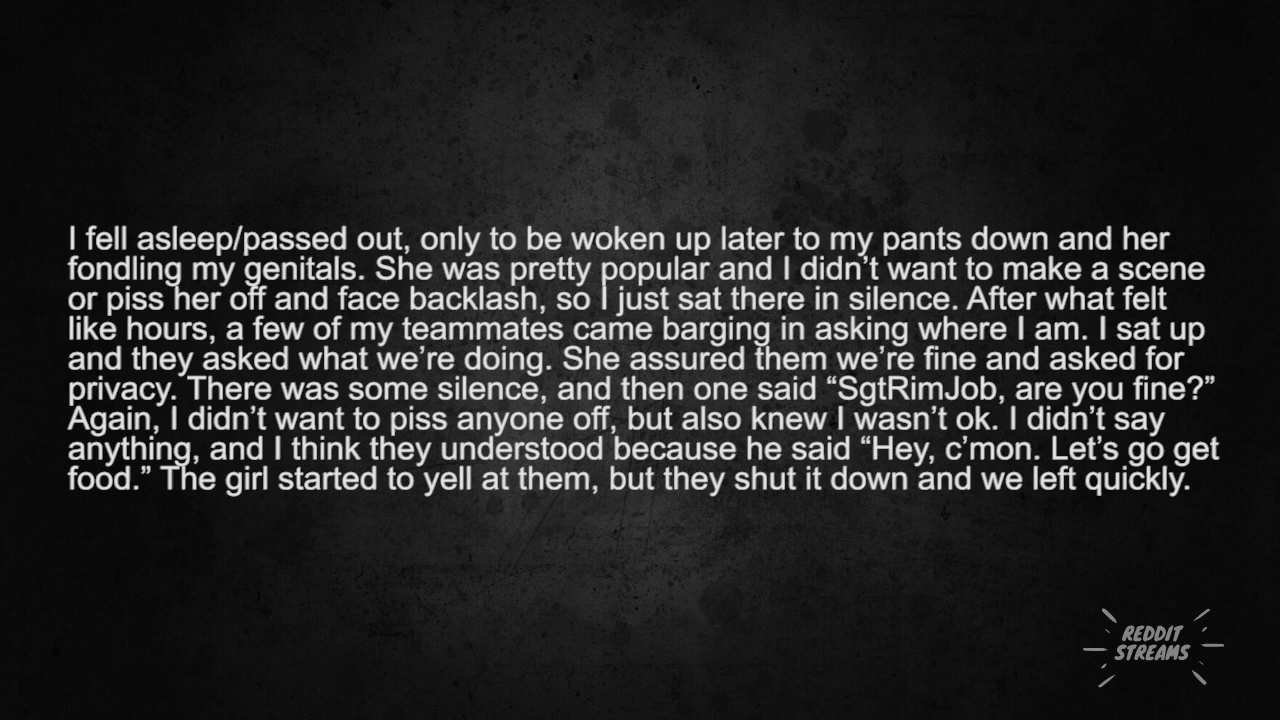 I fell asleep/passed out, only to be woken up later to my pants down and her
fondling my genitals. She was pretty popular and I didn’t want to make a scene
or piss her off and face backlash, so I just sat there in silence. After what felt
like hours, a few of my teammates came barging in asking where I am. I sat up
and they asked what we’re doing. She assured them we’re fine and asked for
privacy. There was some silence, and then one said “SgtRimJob, are you fine?”
Again, I didn’t want to piss anyone off, but also knew I wasn’t ok. I didn’t say
anything, and I think they understood because he said “Hey, c’mon. Let’s go get
food.” The girl started to yell at them, but they shut it down and we left quickly.
REDDIT
STREAMS